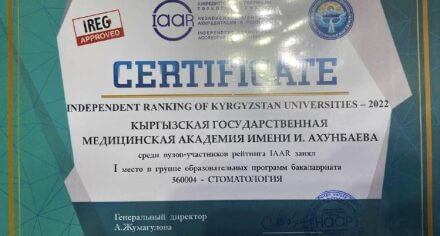 IREG
APPROVED
IAAR
CERTIFICATE
INDEPENDENT RANKING OF KYRGYZSTAN UNIVERSITIES – 2022
КЫРГЫЗСКАЯ ГОСУДАРСТВЕННАЯ
МЕДИЦИНСКАЯ АКАДЕМИЯ ИМЕНИ И. АХУНБАЕВА
среди вузов-участников рейтинга IAAR занял
I место в группе образовательных программ бакалавриата
560004 – СТОМАТОЛОГИЯ
Генеральный директор
А.Жумагулова